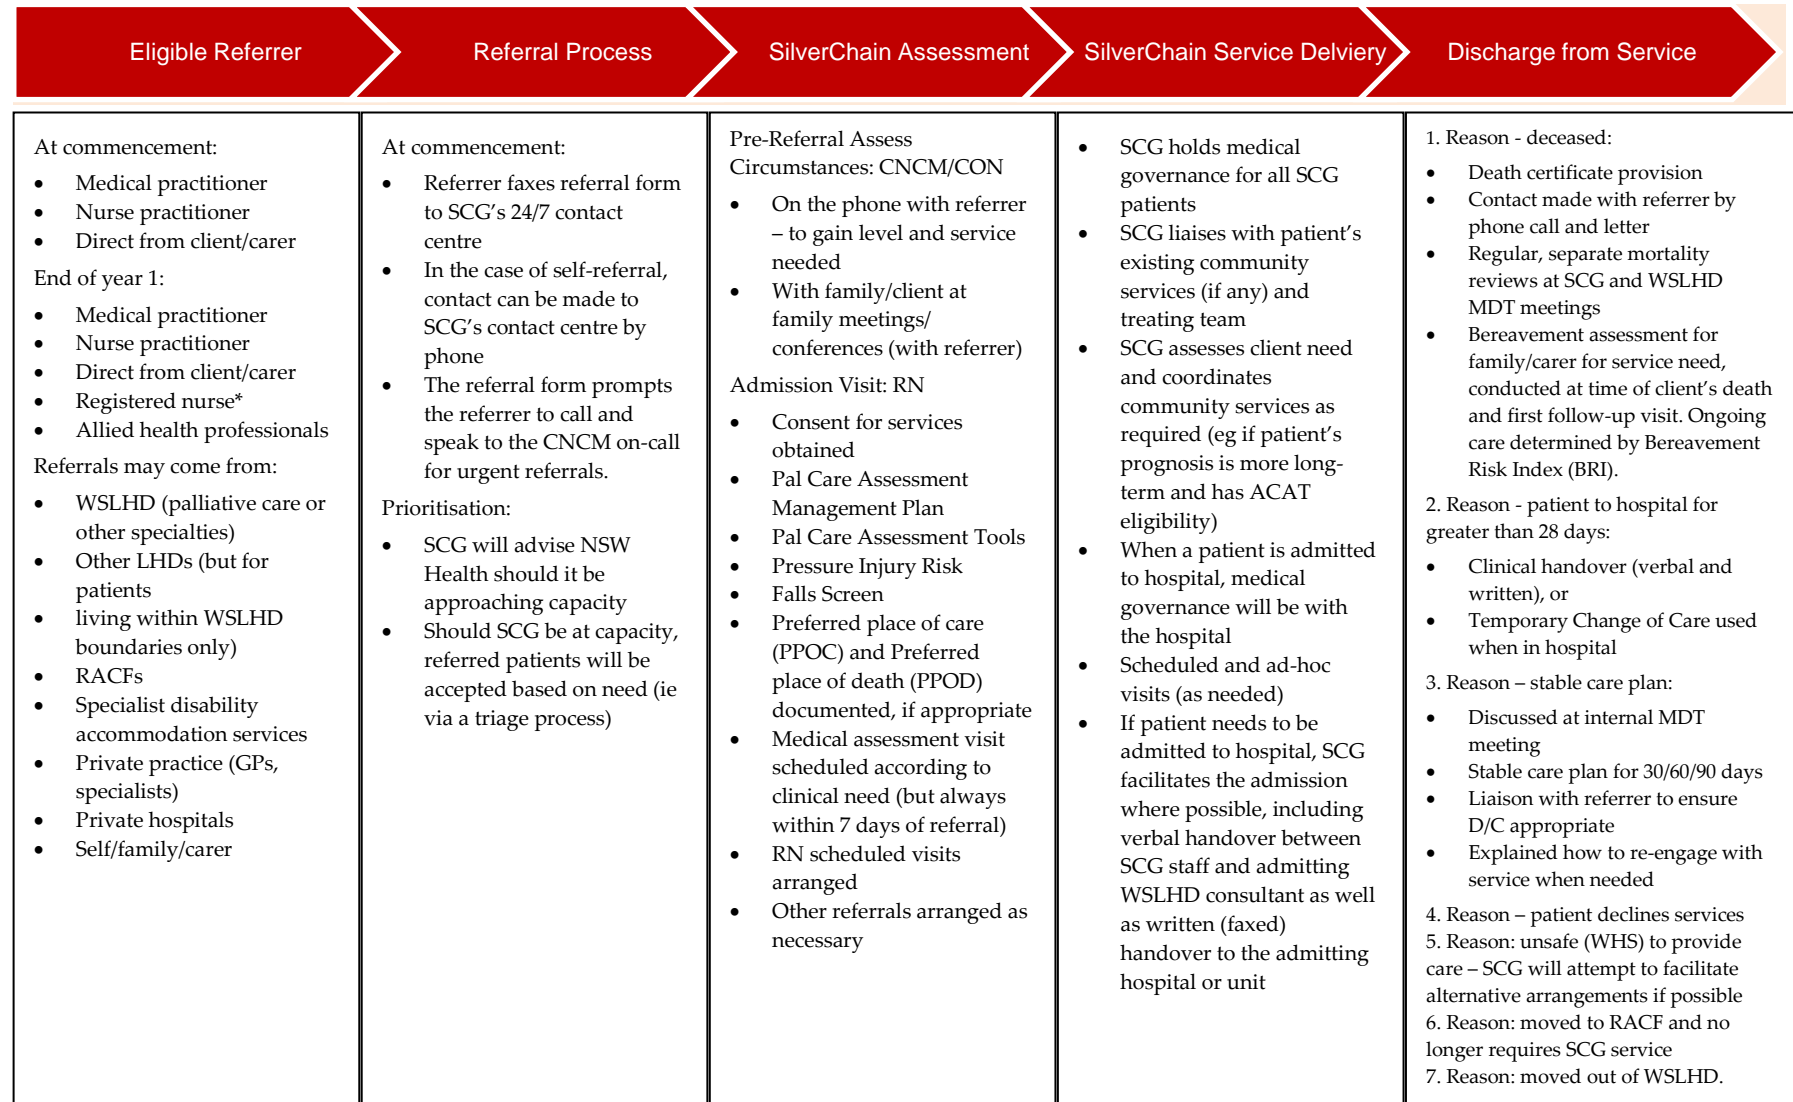 Eligible Referrer
Referral Process
SilverChain Assessment
SilverChain Service Delviery
Discharge from Service
At commencement:
• Medical practitioner
• Nurse practitioner
• Direct from client/carer
End of year 1:
• Medical practitioner
• Nurse practitioner
• Direct from client/carer
• Registered nurse*
• Allied health professionals
Referrals may come from:
• WSLHD (palliative care or
other specialties)
• Other LHDs (but for
patients
• living within WSLHD
boundaries only)
• RACFs
• Specialist disability
accommodation services
• Private practice (GPs,
specialists)
• Private hospitals
• Self/family/carer
At commencement:
• Referrer faxes referral form
to SCG’s 24/7 contact
centre
• In the case of self-referral,
contact can be made to
SCG’s contact centre by
phone
• The referral form prompts
the referrer to call and
speak to the CNCM on-call
for urgent referrals.
Prioritisation:
• SCG will advise NSW
Health should it be
approaching capacity
• Should SCG be at capacity,
referred patients will be
accepted based on need (ie
via a triage process)
Pre-Referral Assess
Circumstances: CNCM/CON
• On the phone with referrer
– to gain level and service
needed
• With family/client at
family meetings/
conferences (with referrer)
Admission Visit: RN
• Consent for services
obtained
• Pal Care Assessment
Management Plan
• Pal Care Assessment Tools
• Pressure Injury Risk
• Falls Screen
• Preferred place of care
(PPOC) and Preferred
place of death (PPOD)
documented, if appropriate
• Medical assessment visit
scheduled according to
clinical need (but always
within 7 days of referral)
• RN scheduled visits
arranged
• Other referrals arranged as
necessary
• SCG holds medical
governance for all SCG
patients
• SCG liaises with patient’s
existing community
services (if any) and
treating team
• SCG assesses client need
and coordinates
community services as
required (eg if patient’s
prognosis is more long-
term and has ACAT
eligibility)
• When a patient is admitted
to hospital, medical
governance will be with
the hospital
• Scheduled and ad-hoc
visits (as needed)
• If patient needs to be
admitted to hospital, SCG
facilitates the admission
where possible, including
verbal handover between
SCG staff and admitting
WSLHD consultant as well
as written (faxed)
handover to the admitting
hospital or unit
1. Reason - deceased:
• Death certificate provision
• Contact made with referrer by
phone call and letter
• Regular, separate mortality
reviews at SCG and WSLHD
MDT meetings
• Bereavement assessment for
family/carer for service need,
conducted at time of client’s death
and first follow-up visit. Ongoing
care determined by Bereavement
Risk Index (BRI).
2. Reason - patient to hospital for
greater than 28 days:
• Clinical handover (verbal and
written), or
• Temporary Change of Care used
when in hospital
3. Reason – stable care plan:
• Discussed at internal MDT
meeting
• Stable care plan for 30/60/90 days
• Liaison with referrer to ensure
D/C appropriate
• Explained how to re-engage with
service when needed
4. Reason – patient declines services
5. Reason: unsafe (WHS) to provide
care – SCG will attempt to facilitate
alternative arrangements if possible
6. Reason: moved to RACF and no
longer requires SCG service
7. Reason: moved out of WSLHD.